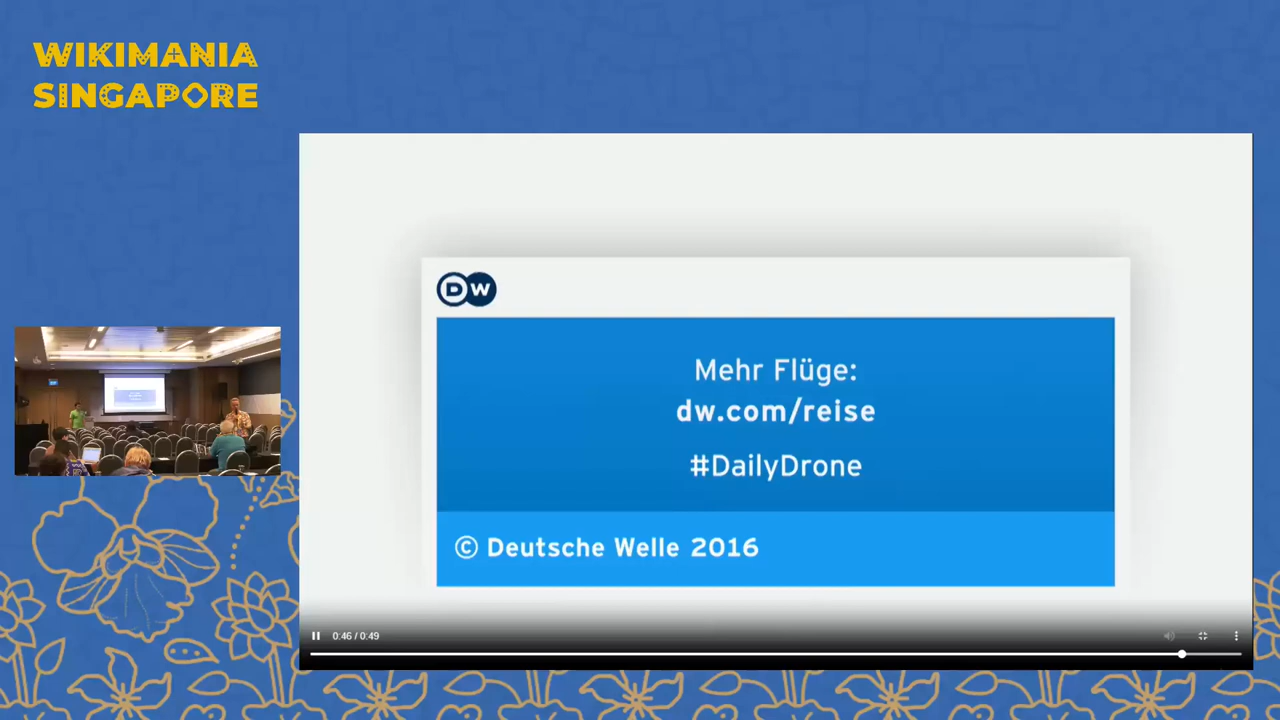 WIKIMANIA
SINGAPORE
DW
Mehr Flüge:
dw.com/reise
#DailyDrone
© Deutsche Welle 2016
0:46 / 0:49